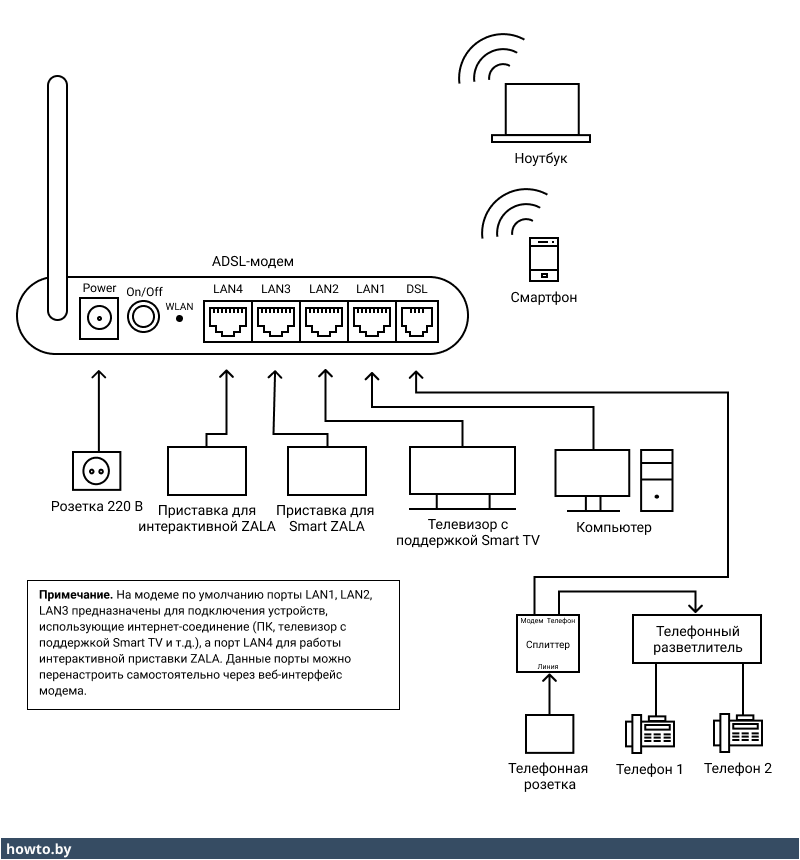 Ноутбук
Смартфон
ADSL-модем
Power
On/Off
WLAN
LAN4
LAN3
LAN2
LAN1
DSL
Розетка 220 В
Приставка для
интерактивной ZALA
Приставка для
Smart ZALA
Телевизор с
поддержкой Smart TV
Компьютер
Примечание. На модеме по умолчанию порты LAN1, LAN2,
LAN3 предназначены для подключения устройств,
использующие интернет-соединение (ПК, телевизор с
поддержкой Smart TV и т.д.), а порт LAN4 для работы
интерактивной приставки ZALA. Данные порты можно
перенастроить самостоятельно через веб-интерфейс
модема.
Модем Телефон
Сплиттер
Линия
Телефонный
разветлитель
Телефонная
розетка
Телефон 1
Телефон 2
howto.by